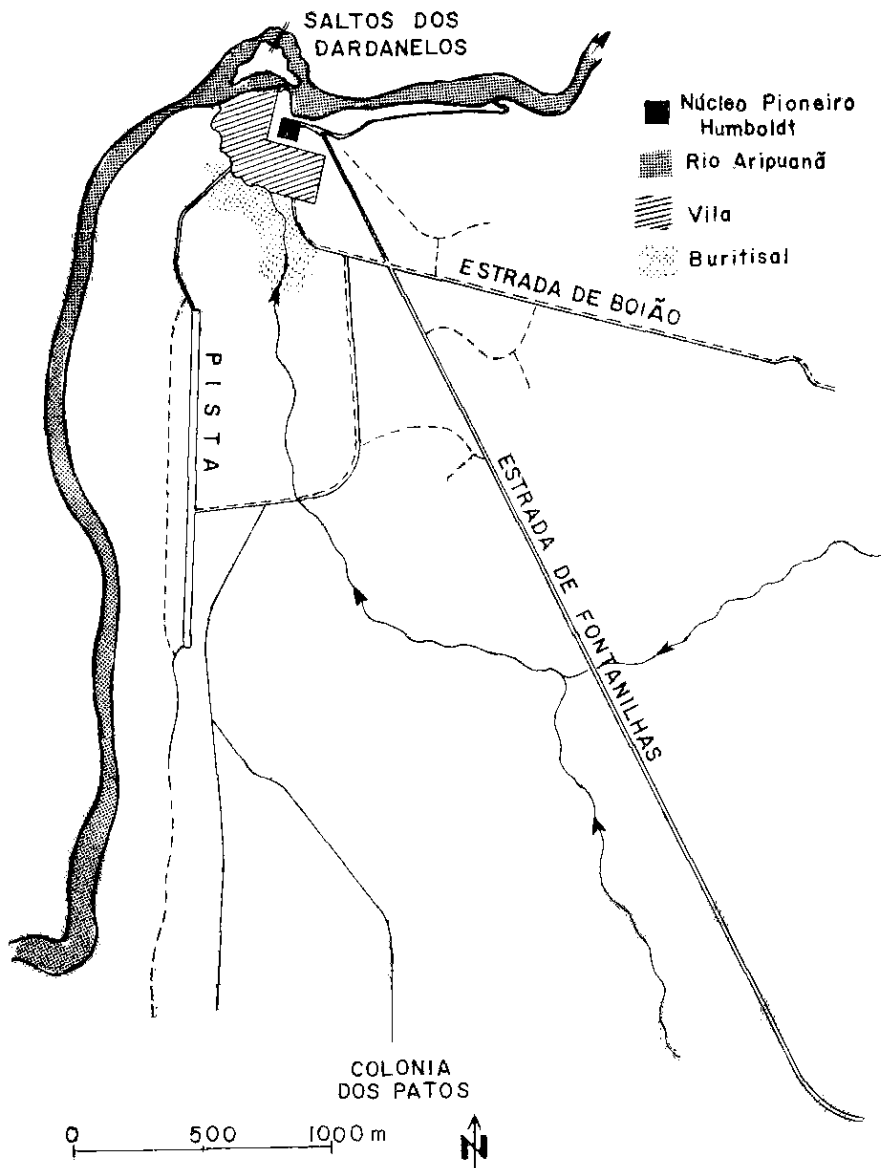 SALTOS DOS
DARDANELOS
Núcleo Pioneiro
Humboldt
Rio Aripuanã
Vila
Buritisal
ESTRADA DE BOIÃO
PISTA
ESTRADA DE FONTANILHAS
COLONIA
DOS PATOS
0 500 1000 m
N